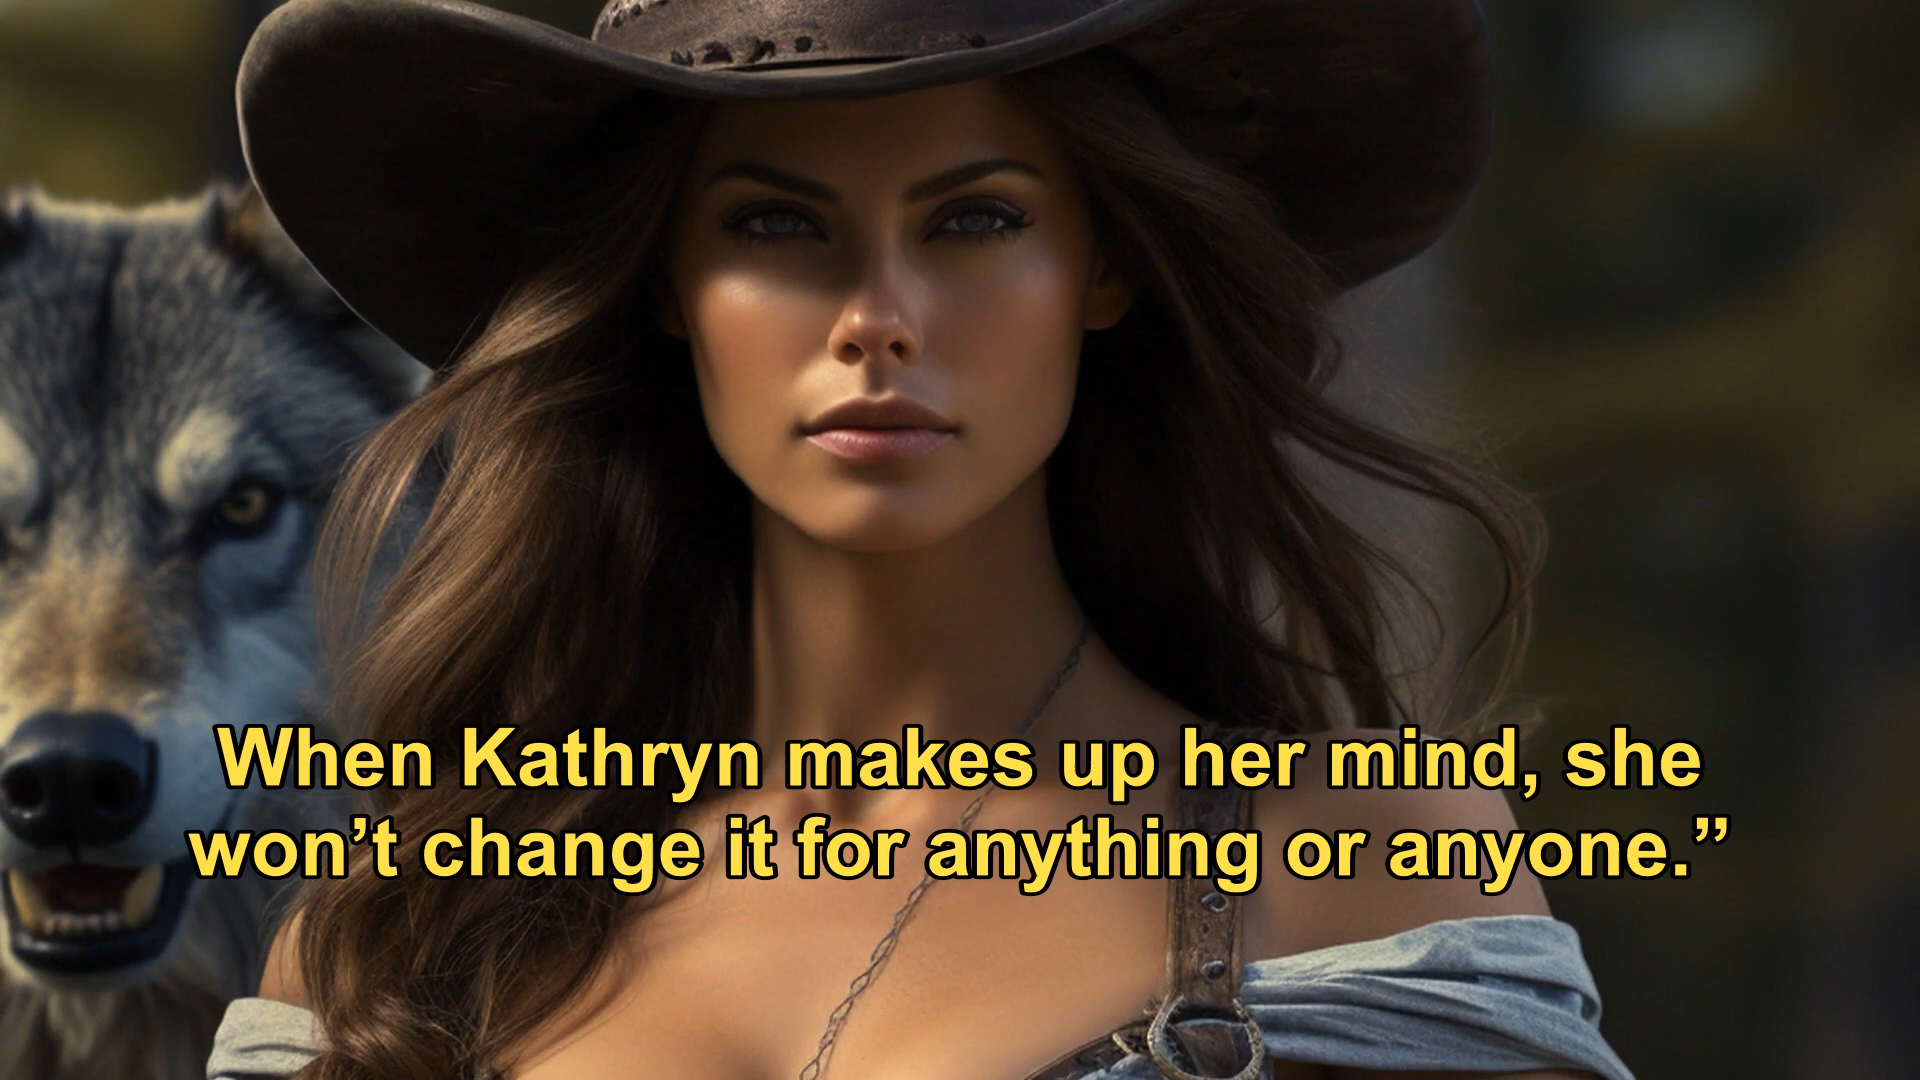 When Kathryn makes up her mind, she
won’t change it for anything or anyone.”